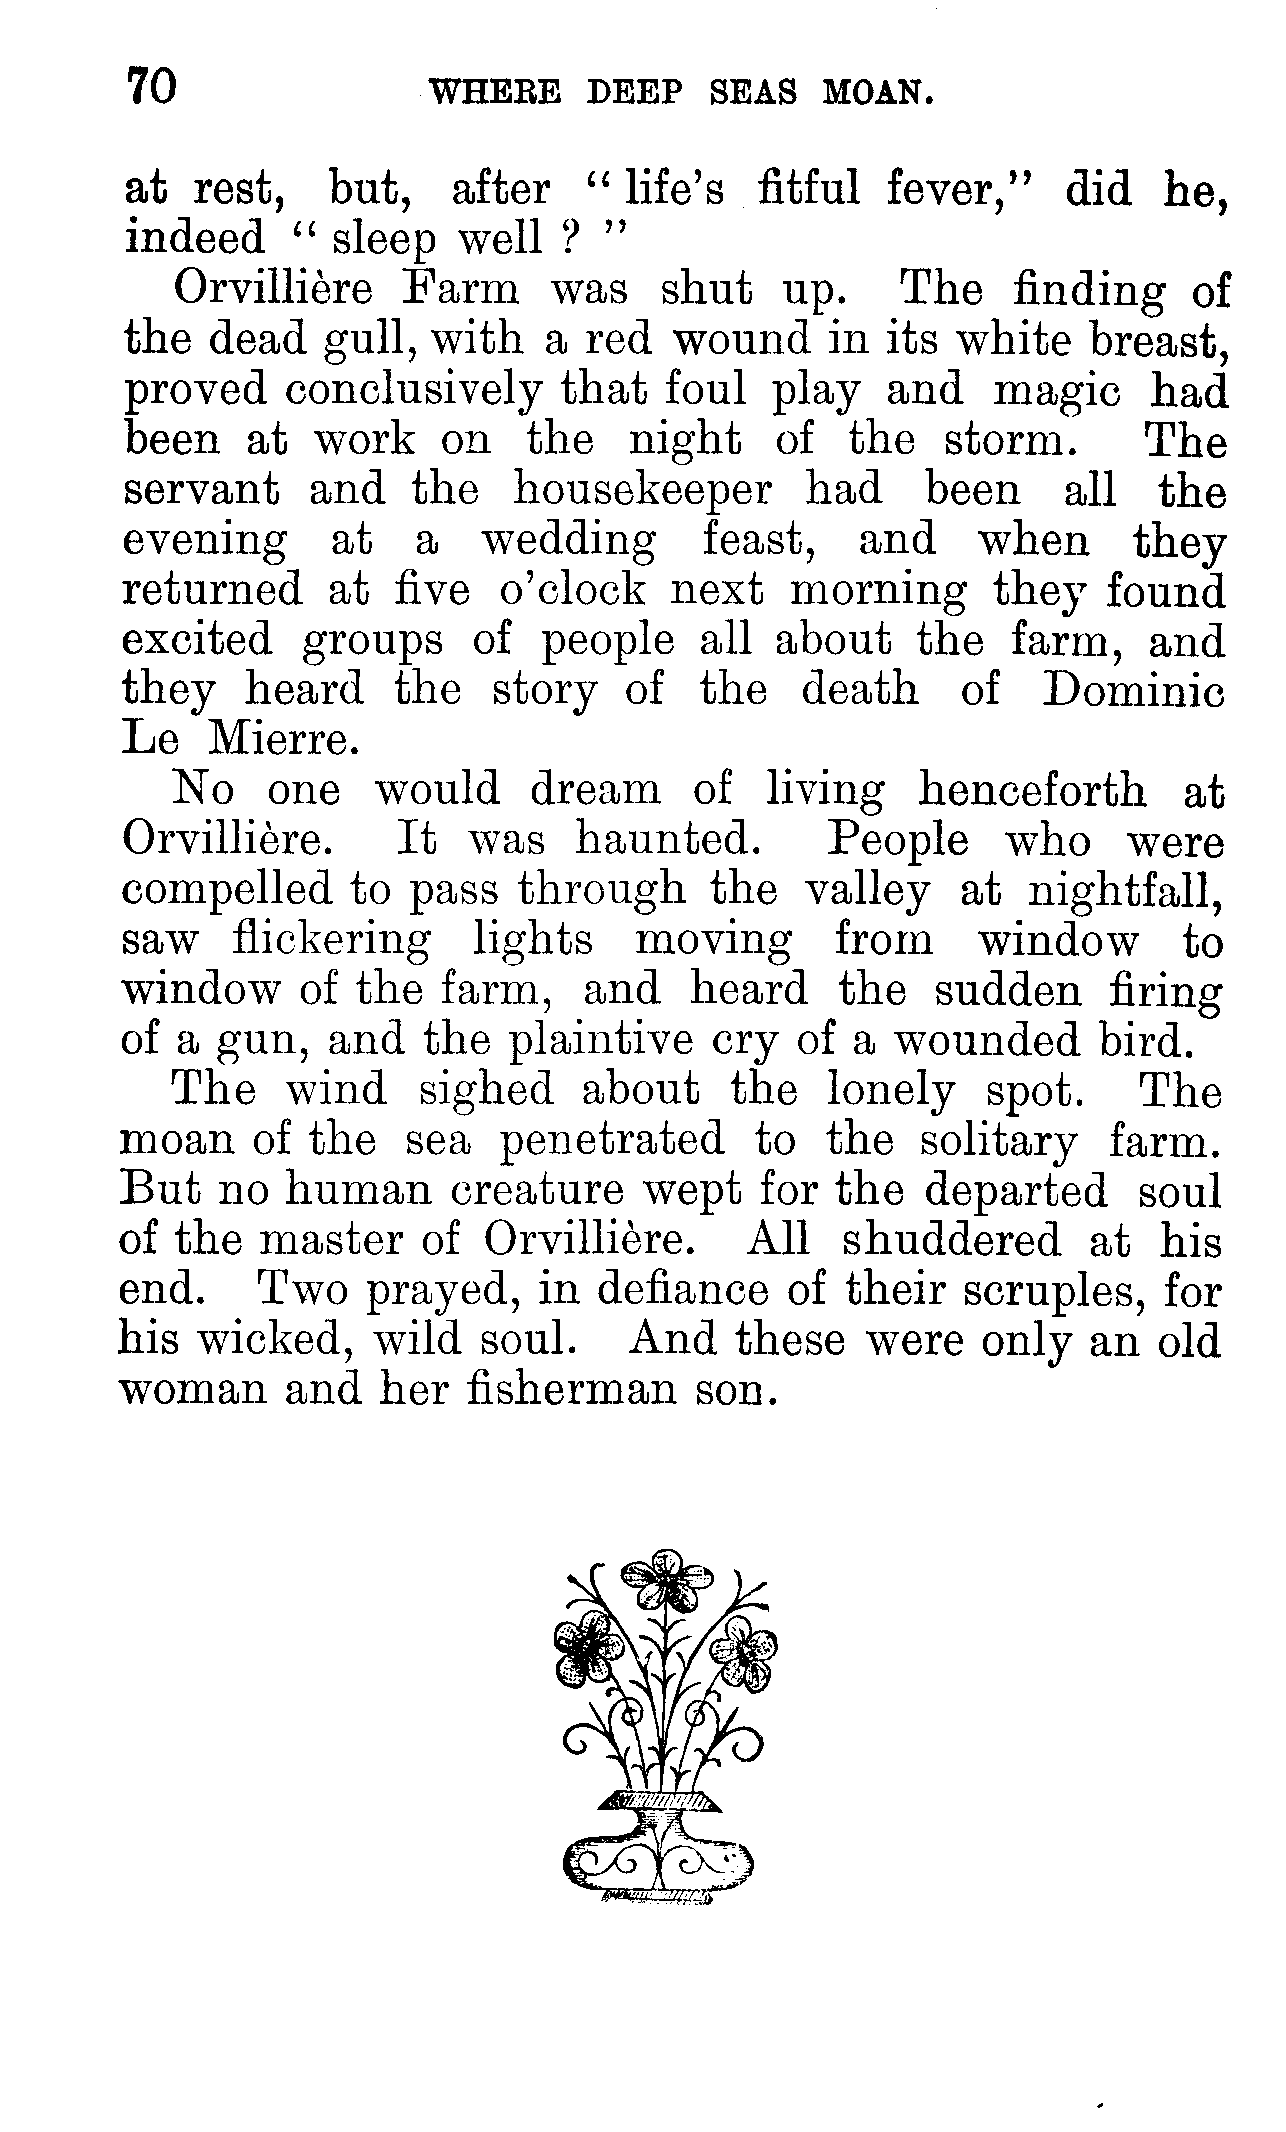 70 WHERE DEEP SEAS MOAN.
at rest, but, after “ life’s fitful fever,” did he,
indeed “ sleep well ? ”
Orvillière Farm was shut up. The finding of
the dead gull, with a red wound in its white breast,
proved conclusively that foul play and magic had
been at work on the night of the storm. The
servant and the housekeeper had been all the
evening at a wedding feast, and when they
returned at five o’clock next morning they found
excited groups of people all about the farm, and
they heard the story of the death of Dominic
Le Mierre.
No one would dream of living henceforth at
Orvillière. It was haunted. People who were
compelled to pass through the valley at nightfall,
saw flickering lights moving from window to
window of the farm, and heard the sudden firing
of a gun, and the plaintive cry of a wounded bird.
The wind sighed about the lonely spot. The
moan of the sea penetrated to the solitary farm.
But no human creature wept for the departed soul
of the master of Orvillière. All shuddered at his
end. Two prayed, in defiance of their scruples, for
his wicked, wild soul. And these were only an old
woman and her fisherman son.